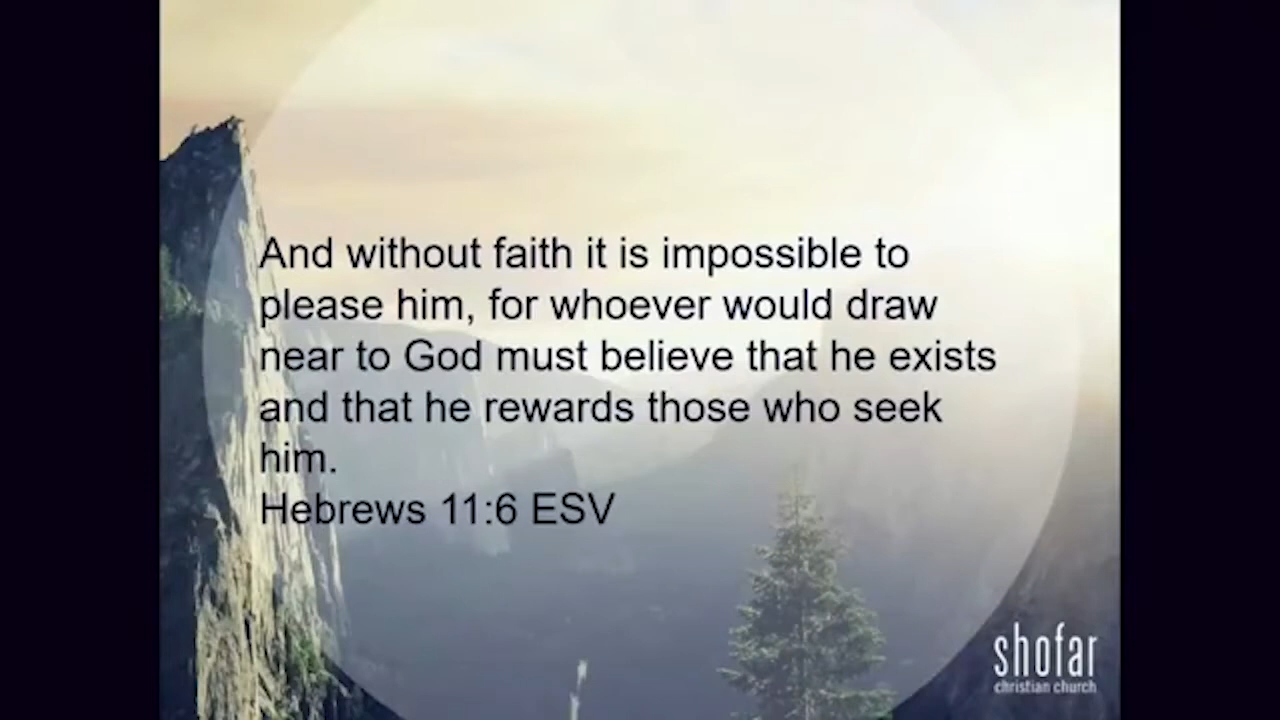 And without faith it is impossible to
please him, for whoever would draw
near to God must believe that he exists
and that he rewards those who seek
him.
Hebrews 11:6 ESV
shofar
christian church